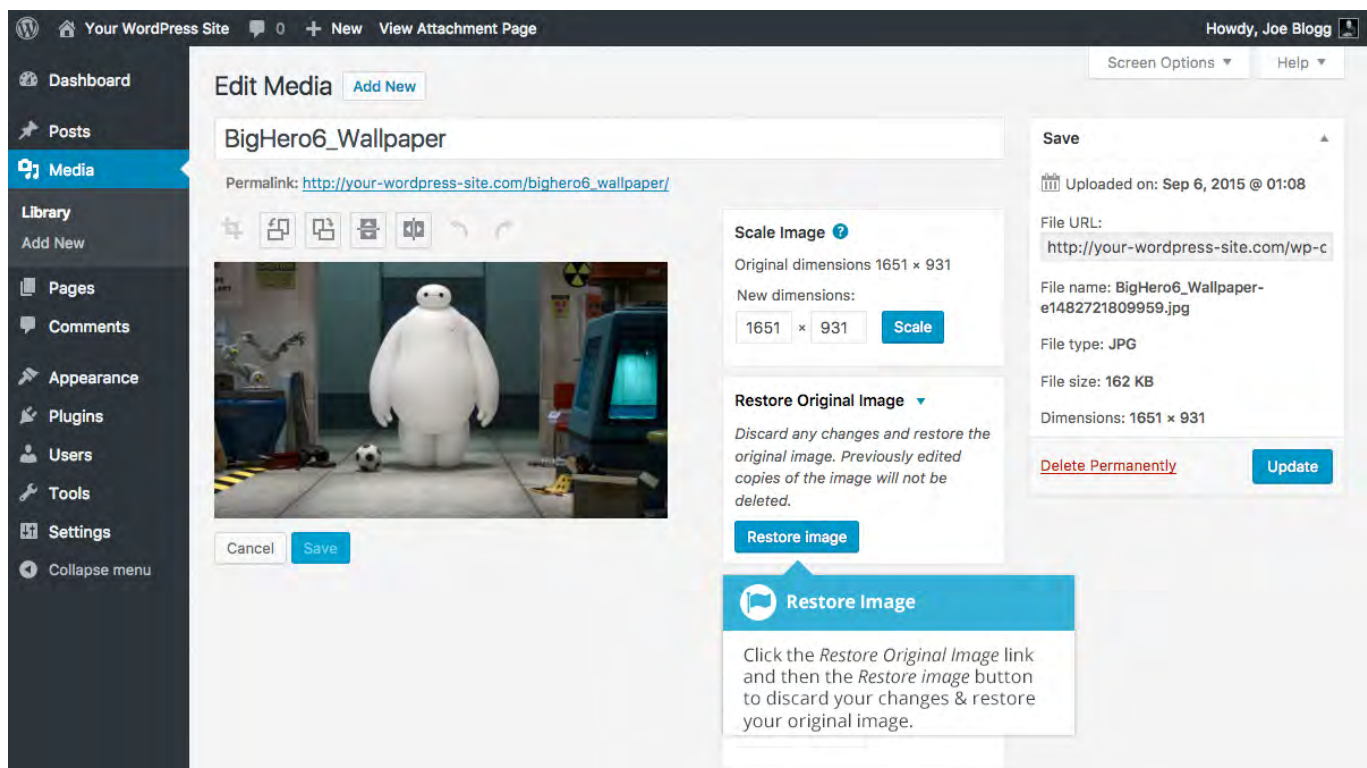 Your WordPress Site 0 + New View Attachment Page
Howdy, Joe Blogg
Screen Options ▼ Help ▼
Dashboard
Posts
Media
Library
Add New
Pages
Comments
Appearance
Plugins
Users
Tools
Settings
Collapse menu
Edit Media Add New
BigHero6_Wallpaper
Permalink: http://your-wordpress-site.com/bighero6_wallpaper/
Cancel Save
Scale Image ?
Original dimensions 1651 × 931
New dimensions:
1651 × 931 Scale
Restore Original Image ▼
Discard any changes and restore the
original image. Previously edited
copies of the image will not be
deleted.
Restore image
Restore Image
Click the Restore Original Image link
and then the Restore image button
to discard your changes & restore
your original image.
Save ▲
Uploaded on: Sep 6, 2015 @ 01:08
File URL:
http://your-wordpress-site.com/wp-c
File name: BigHero6_Wallpaper-
e1482721809959.jpg
File type: JPG
File size: 162 KB
Dimensions: 1651 × 931
Delete Permanently Update